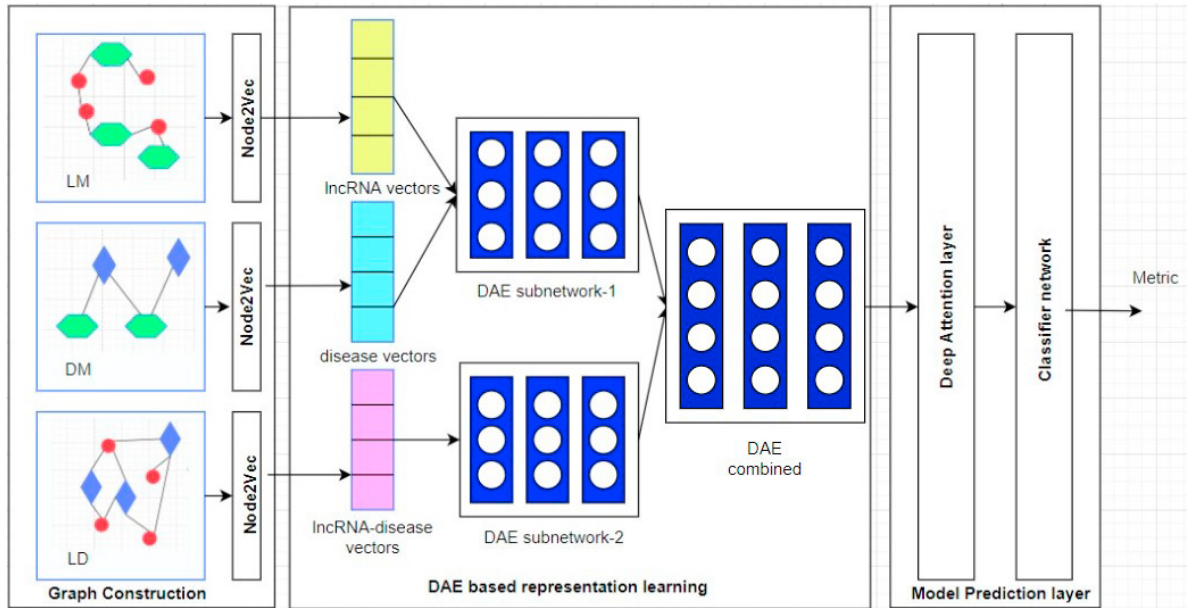 LM
Node2Vec
DM
Node2Vec
LD
Node2Vec
Graph Construction
lncRNA vectors
disease vectors
lncRNA-disease
vectors
DAE subnetwork-1
DAE subnetwork-2
DAE
combined
DAE based representation learning
Deep Attention layer
Classifier network
Model Prediction layer
Metric